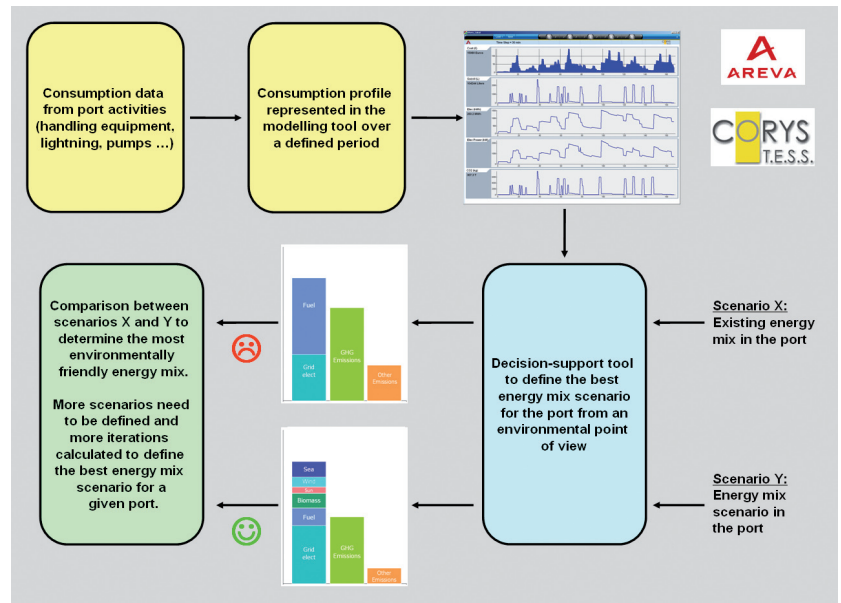 Consumption data
from port activities
(handling equipment,
lightning, pumps ...)
Consumption profile
represented in the
modelling tool over
a defined period
AREVA
CORYS
T.E.S.S.
Comparison between
scenarios X and Y to
determine the most
environmentally
friendly energy mix.
More scenarios need
to be defined and
more iterations
calculated to define
the best energy mix
scenario for a
given port.
Fuel
Grid
elect
GHG
Emissions
Other
Emissions
Decision-support tool
to define the best
energy mix scenario
for the port from an
environmental point
of view
Scenario X:
Existing energy
mix in the port
Sea
Wind
Sun
Biomass
Fuel
Grid
elect
GHG
Emissions
Other
Emissions
Scenario Y:
Energy mix
scenario in
the port